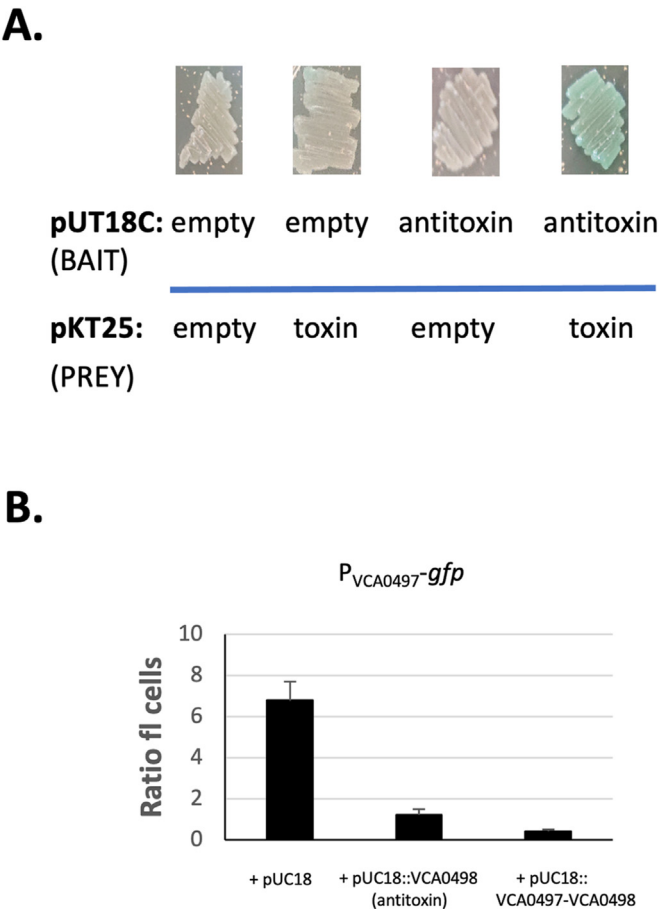 A.
pUT18C: empty empty antitoxin antitoxin
(BAIT)
pKT25: empty toxin empty toxin
(PREY)
B.
PVCA0497-gfp
10
8
6
4
2
0
Ratio fl cells
+ pUC18 + pUC18::VCA0498 + pUC18::
(antitoxin) VCA0497-VCA0498